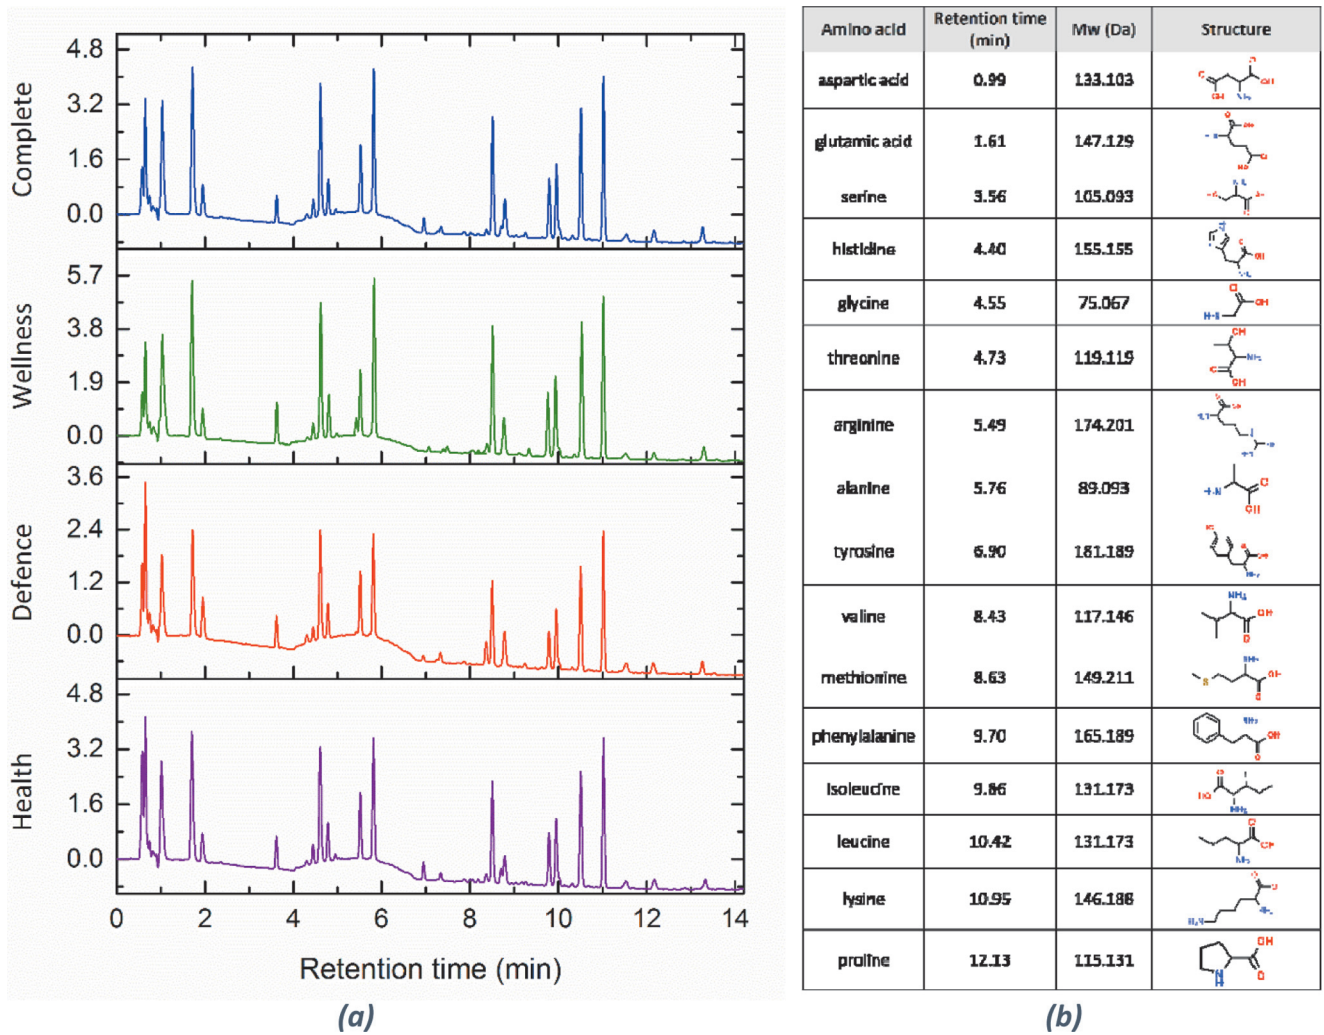 Complete
4.8
3.2
1.6
0.0
Wellness
5.7
3.8
1.9
0.0
Defence
3.6
2.4
1.2
0.0
Health
4.8
3.2
1.6
0.0
0 2 4 6 8 10 12 14
Retention time (min)
(a)
Amino acid Retention time (min) Mw (Da) Structure
aspartic acid 0.99 133.103
glutamic acid 1.61 147.129
serine 3.56 105.093
histidine 4.40 155.155
glycine 4.55 75.067
threonine 4.73 119.119
arginine 5.49 174.201
alanine 5.76 89.093
tyrosine 6.90 181.189
valine 8.43 117.146
methionine 8.63 149.211
phenylalanine 9.70 165.189
isoleucine 9.86 131.173
leucine 10.42 131.173
lysine 10.95 146.188
proline 12.13 115.131
(b)